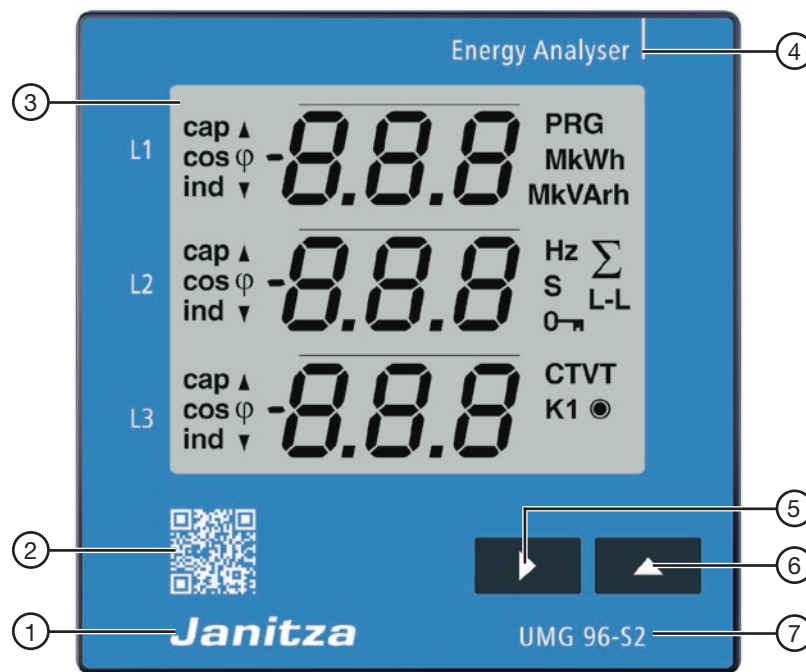 Energy Analyser
4
3
L1
cap ▲
cos φ
ind ▼
-8.8.8
PRG
MkWh
MkVArh
L2
cap ▲
cos φ
ind ▼
-8.8.8
Hz Σ
S L-L
L3
cap ▲
cos φ
ind ▼
-8.8.8
CTVT
K1
5
2
6
1
Janitza
UMG 96-S2
7